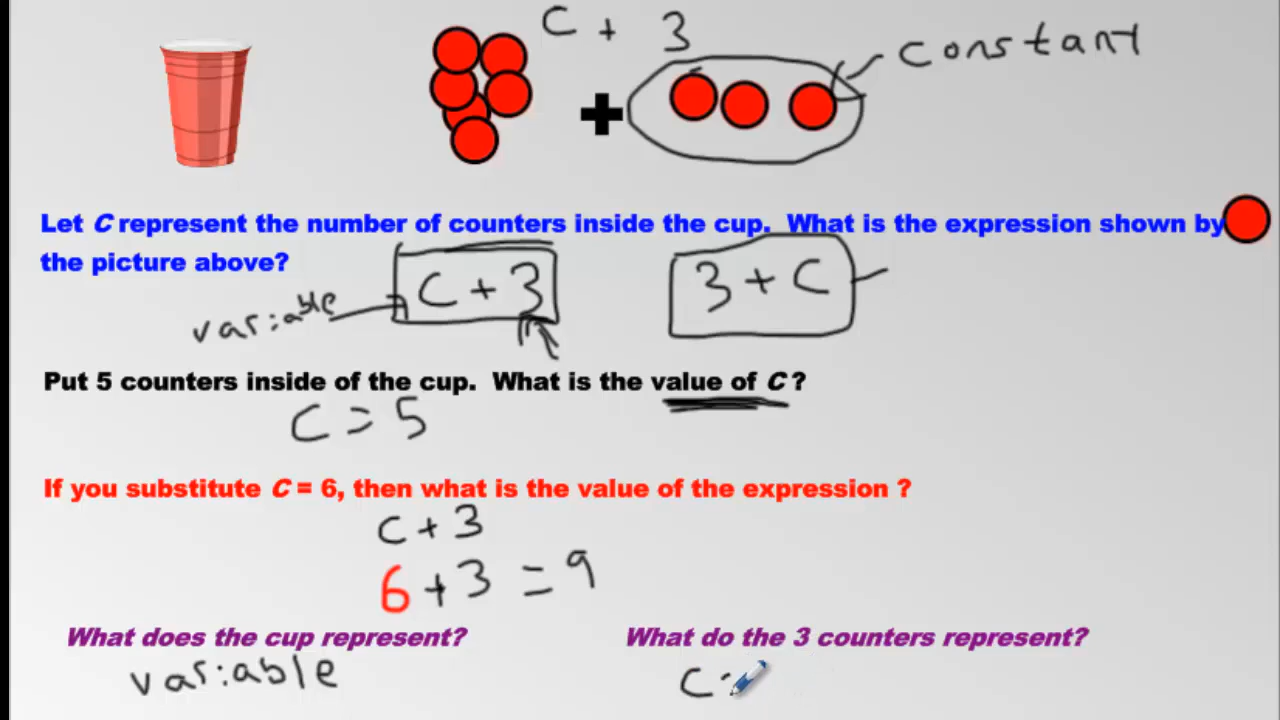 C + 3
constant
Let C represent the number of counters inside the cup. What is the expression shown by
the picture above?
C + 3
3 + C
variable
Put 5 counters inside of the cup. What is the value of C?
C = 5
If you substitute C = 6, then what is the value of the expression ?
C + 3
6 + 3 = 9
What does the cup represent?
What do the 3 counters represent?
variable
C